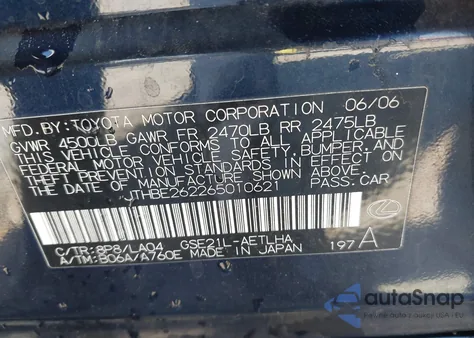 MFD.BY:TOYOTA MOTOR CORPORATION 06/06
GVWR 4500LB GAWR FR 2470LB RR 2475LB
THIS VEHICLE CONFORMS TO ALL APPLICABLE
FEDERAL MOTOR VEHICLE SAFETY, BUMPER, AND
THEFT PREVENTION STANDARDS IN EFFECT ON
THE DATE OF MANUFACTURE SHOWN ABOVE.
JTHBE262265010621 PASS.CAR
C/TR:8P8/LA04 GSE21L-AETLHA
A/TM:B06A/A760E MADE IN JAPAN 197 A
autoSnap